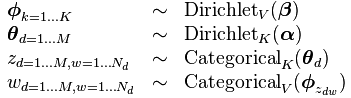 ϕ_{k=1…K} ∼ Dirichlet_V(β)
θ_{d=1…M} ∼ Dirichlet_K(α)
z_{d=1…M,w=1…N_d} ∼ Categorical_K(θ_d)
w_{d=1…M,w=1…N_d} ∼ Categorical_V(ϕ_{z_{dw}})